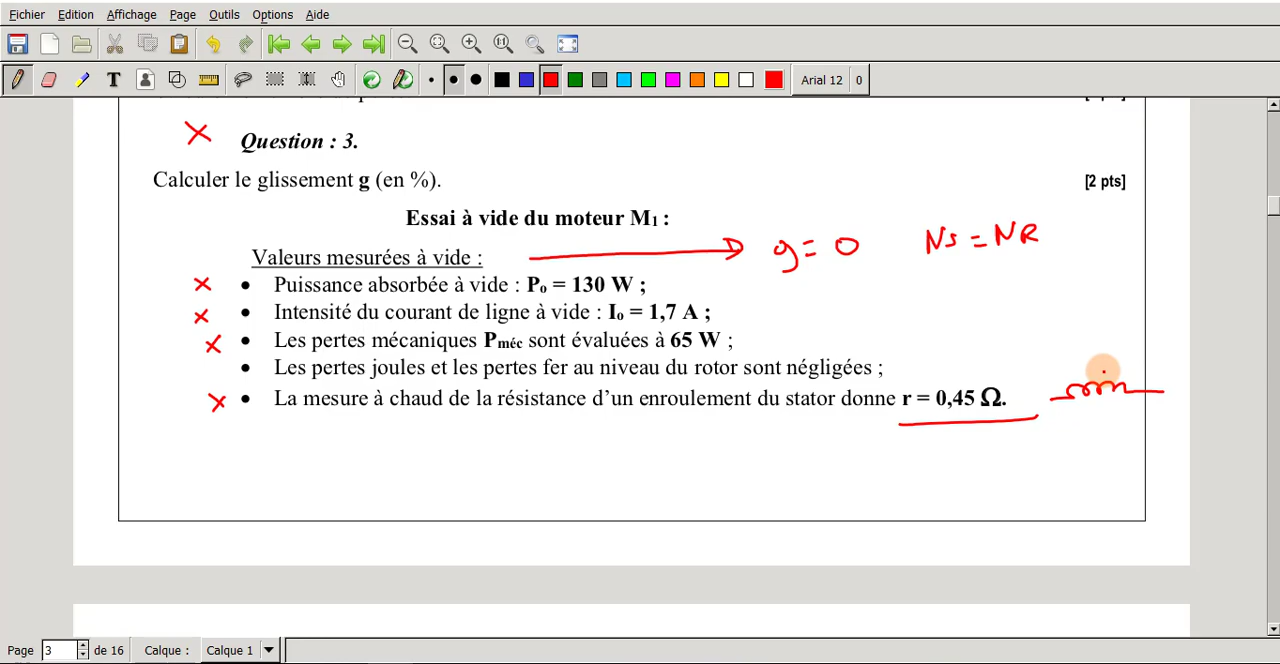 Fichier Edition Affichage Page Outils Options Aide
T 1:1 Arial 12 0
× Question : 3.
Calculer le glissement g (en %). [2 pts]
Essai à vide du moteur M1 :
Valeurs mesurées à vide : g = 0 Ns = NR
× • Puissance absorbée à vide : Po = 130 W ;
× • Intensité du courant de ligne à vide : Io = 1,7 A ;
× • Les pertes mécaniques Pméc sont évaluées à 65 W ;
• Les pertes joules et les pertes fer au niveau du rotor sont négligées ;
× • La mesure à chaud de la résistance d’un enroulement du stator donne r = 0,45 Ω.
Page 3 de 16 Calque : Calque 1